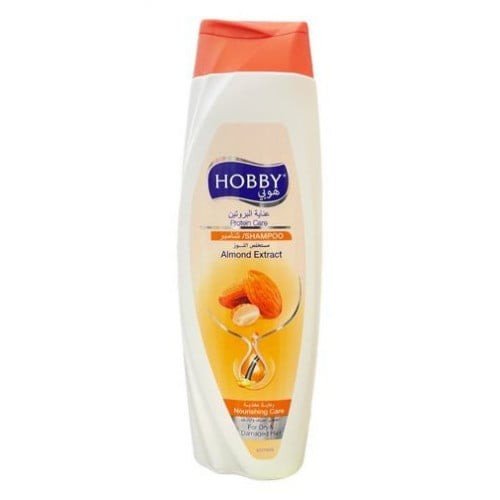 HOBBY®
هوبي
عناية البروتين
Protein Care
شامبو /SHAMPOO
مستخلص اللوز
Almond Extract
Nourishing Care
For Dry &
Damaged Hair